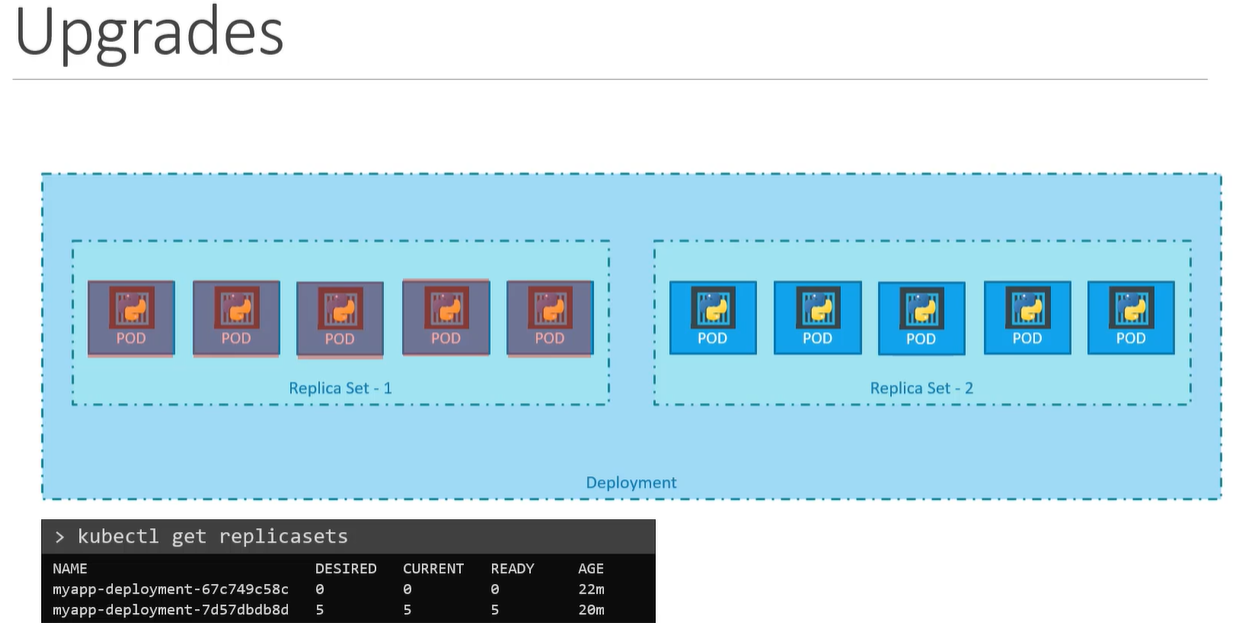 Upgrades
POD POD POD POD POD
Replica Set - 1
POD POD POD POD POD
Replica Set - 2
Deployment
> kubectl get replicasets
NAME DESIRED CURRENT READY AGE
myapp-deployment-67c749c58c 0 0 0 22m
myapp-deployment-7d57dbdb8d 5 5 5 20m